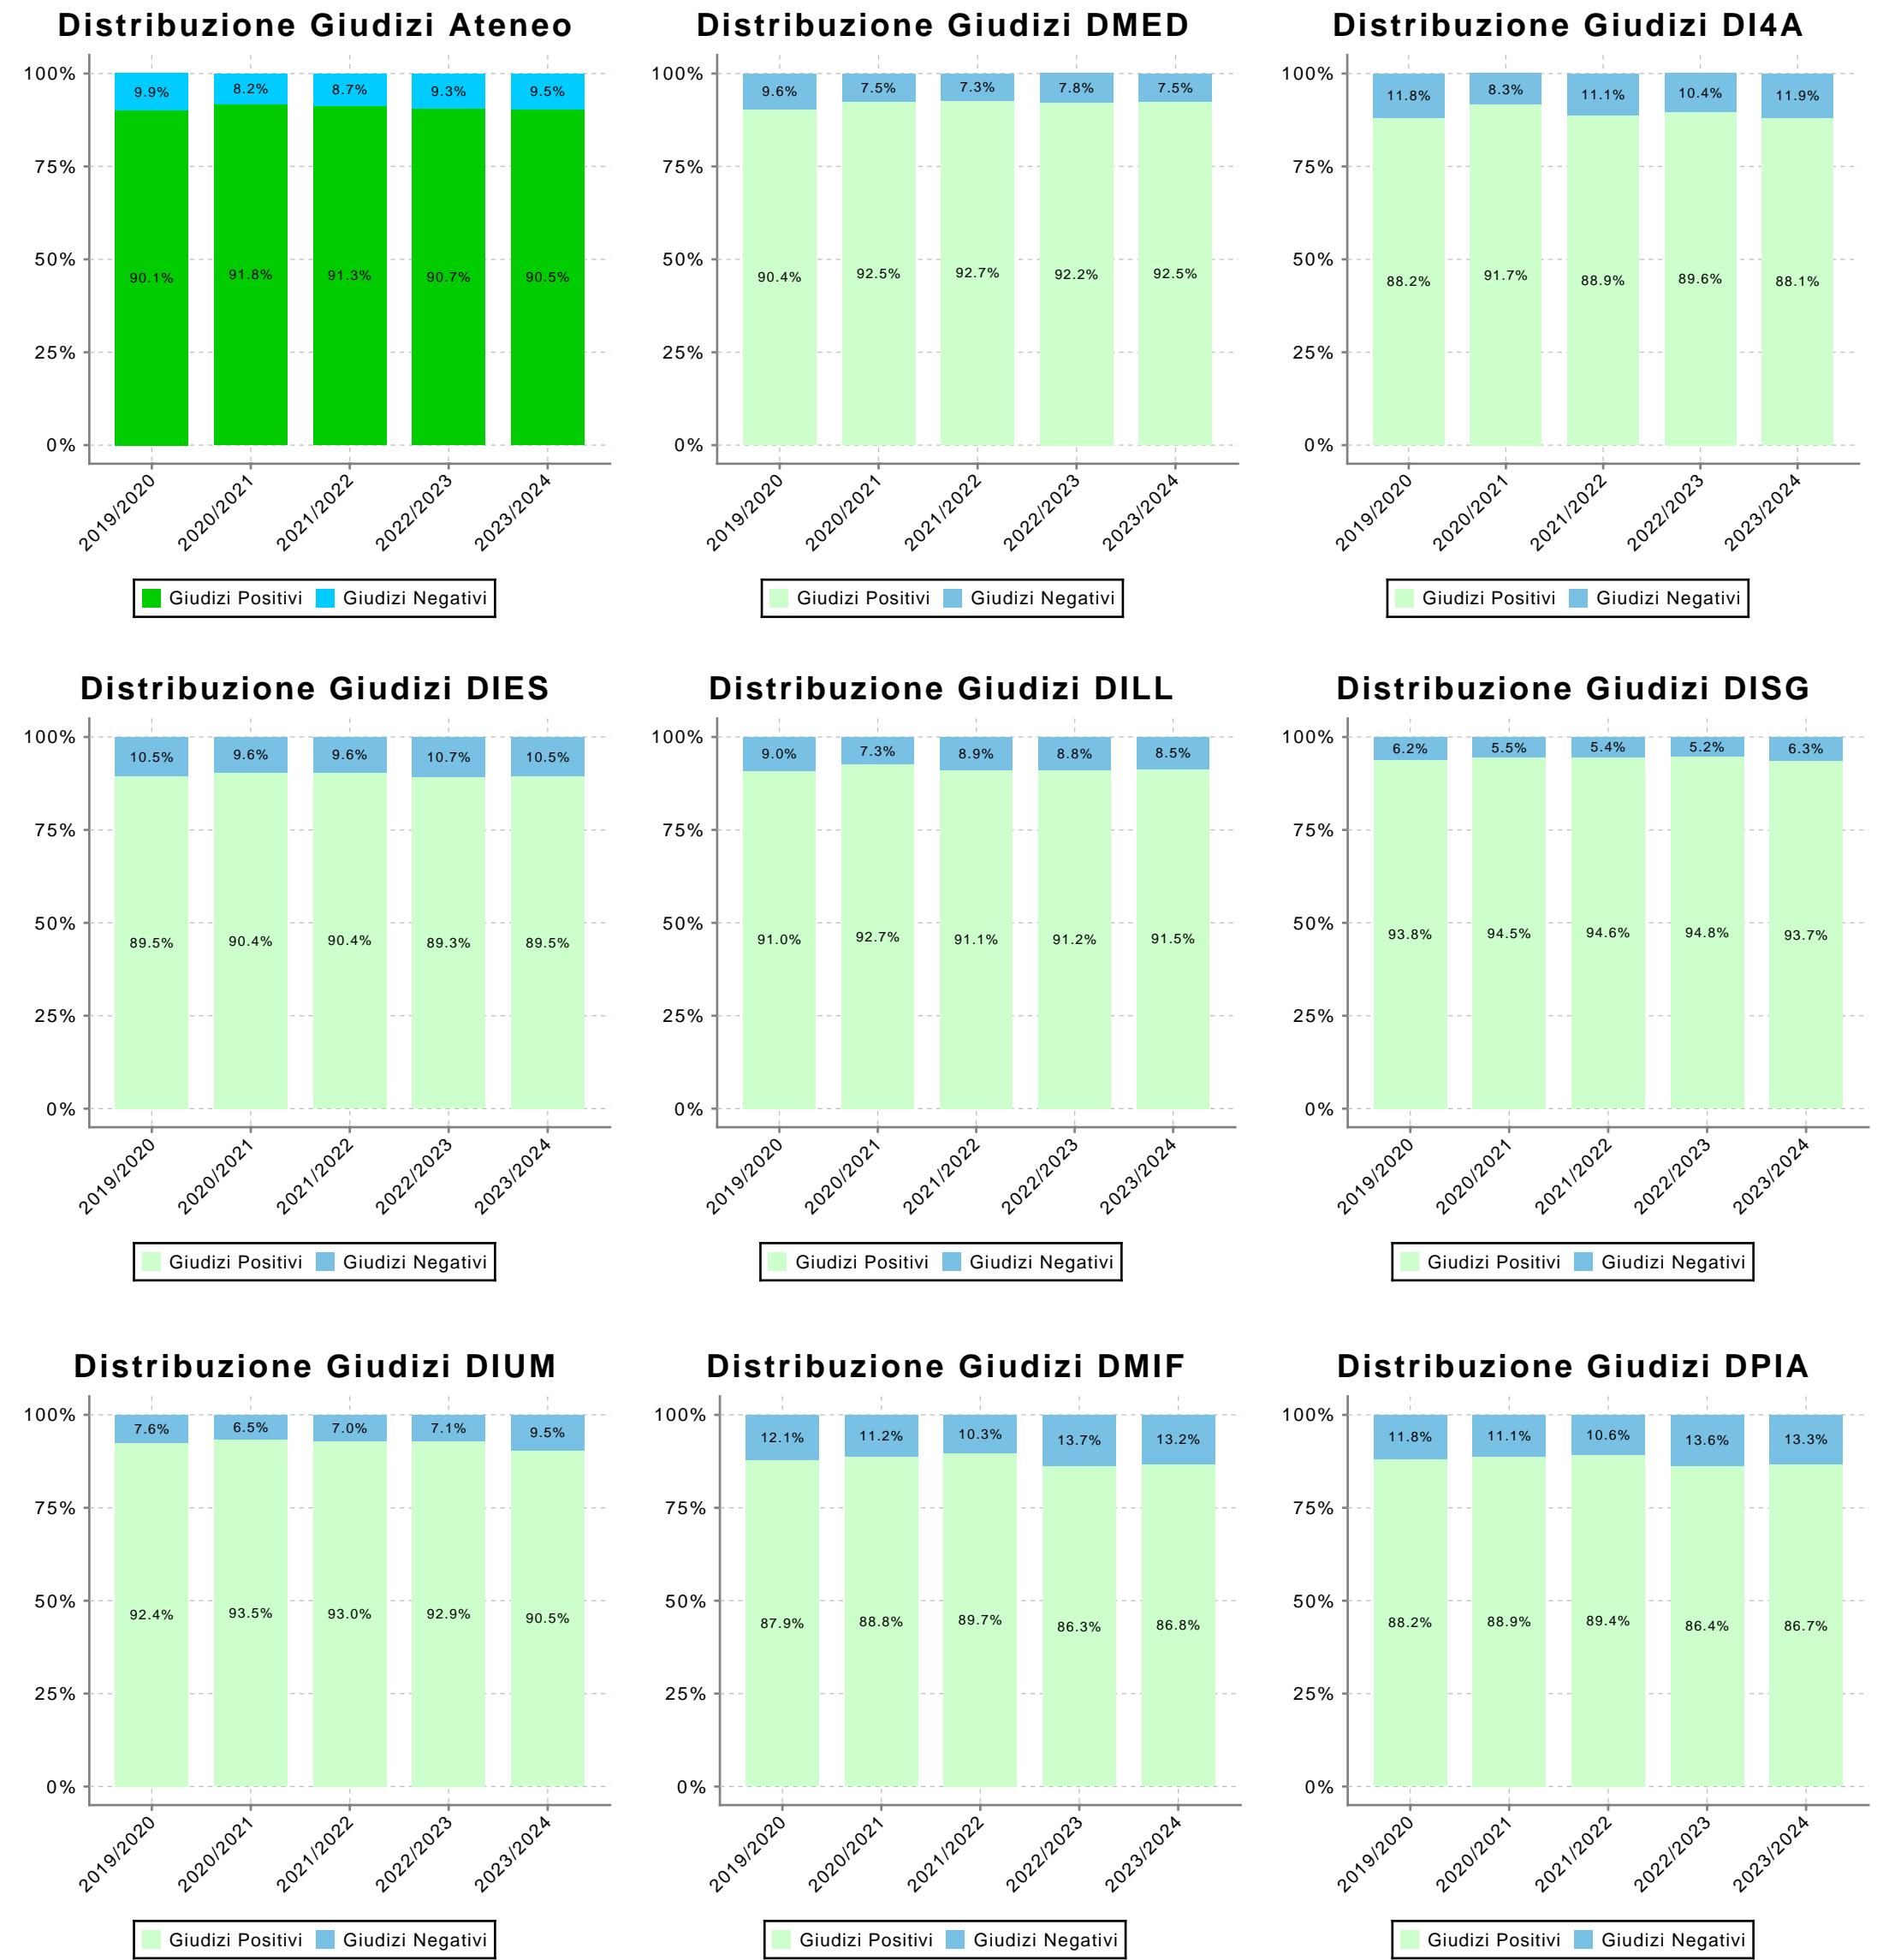 Distribuzione Giudizi Ateneo
100%
75%
50%
25%
0%
9.9% 8.2% 8.7% 9.3% 9.5%
90.1% 91.8% 91.3% 90.7% 90.5%
2019/2020 2020/2021 2021/2022 2022/2023 2023/2024
Giudizi Positivi Giudizi Negativi
Distribuzione Giudizi DMED
100%
75%
50%
25%
0%
9.6% 7.5% 7.3% 7.8% 7.5%
90.4% 92.5% 92.7% 92.2% 92.5%
2019/2020 2020/2021 2021/2022 2022/2023 2023/2024
Giudizi Positivi Giudizi Negativi
Distribuzione Giudizi DI4A
100%
75%
50%
25%
0%
11.8% 8.3% 11.1% 10.4% 11.9%
88.2% 91.7% 88.9% 89.6% 88.1%
2019/2020 2020/2021 2021/2022 2022/2023 2023/2024
Giudizi Positivi Giudizi Negativi
Distribuzione Giudizi DIES
100%
75%
50%
25%
0%
10.5% 9.6% 9.6% 10.7% 10.5%
89.5% 90.4% 90.4% 89.3% 89.5%
2019/2020 2020/2021 2021/2022 2022/2023 2023/2024
Giudizi Positivi Giudizi Negativi
Distribuzione Giudizi DILL
100%
75%
50%
25%
0%
9.0% 7.3% 8.9% 8.8% 8.5%
91.0% 92.7% 91.1% 91.2% 91.5%
2019/2020 2020/2021 2021/2022 2022/2023 2023/2024
Giudizi Positivi Giudizi Negativi
Distribuzione Giudizi DISG
100%
75%
50%
25%
0%
6.2% 5.5% 5.4% 5.2% 6.3%
93.8% 94.5% 94.6% 94.8% 93.7%
2019/2020 2020/2021 2021/2022 2022/2023 2023/2024
Giudizi Positivi Giudizi Negativi
Distribuzione Giudizi DIUM
100%
75%
50%
25%
0%
7.6% 6.5% 7.0% 7.1% 9.5%
92.4% 93.5% 93.0% 92.9% 90.5%
2019/2020 2020/2021 2021/2022 2022/2023 2023/2024
Giudizi Positivi Giudizi Negativi
Distribuzione Giudizi DMIF
100%
75%
50%
25%
0%
12.1% 11.2% 10.3% 13.7% 13.2%
87.9% 88.8% 89.7% 86.3% 86.8%
2019/2020 2020/2021 2021/2022 2022/2023 2023/2024
Giudizi Positivi Giudizi Negativi
Distribuzione Giudizi DPIA
100%
75%
50%
25%
0%
11.8% 11.1% 10.6% 13.6% 13.3%
88.2% 88.9% 89.4% 86.4% 86.7%
2019/2020 2020/2021 2021/2022 2022/2023 2023/2024
Giudizi Positivi Giudizi Negativi